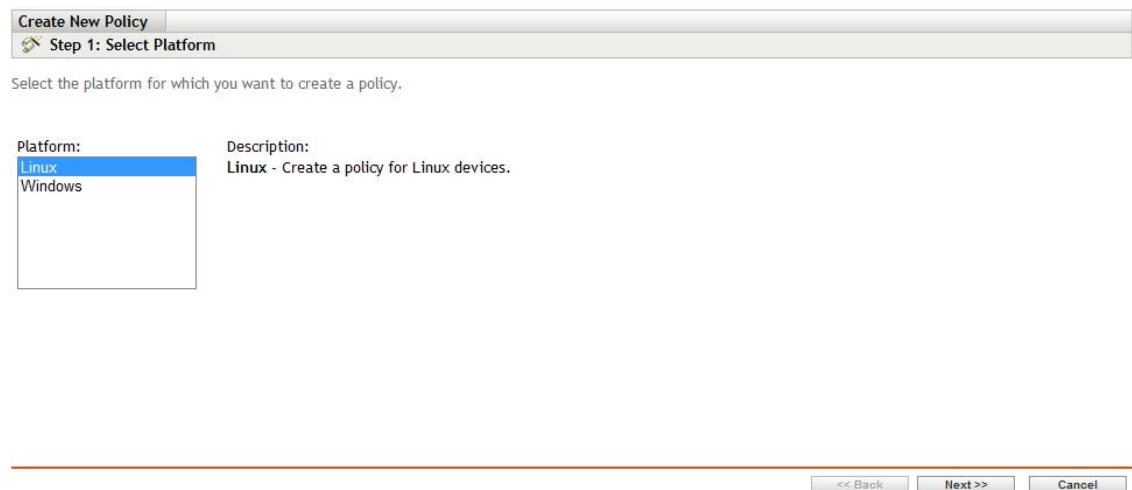 Create New Policy
Step 1: Select Platform
Select the platform for which you want to create a policy.
Platform:
Linux
Windows
Description:
Linux - Create a policy for Linux devices.
<< Back
Next >>
Cancel